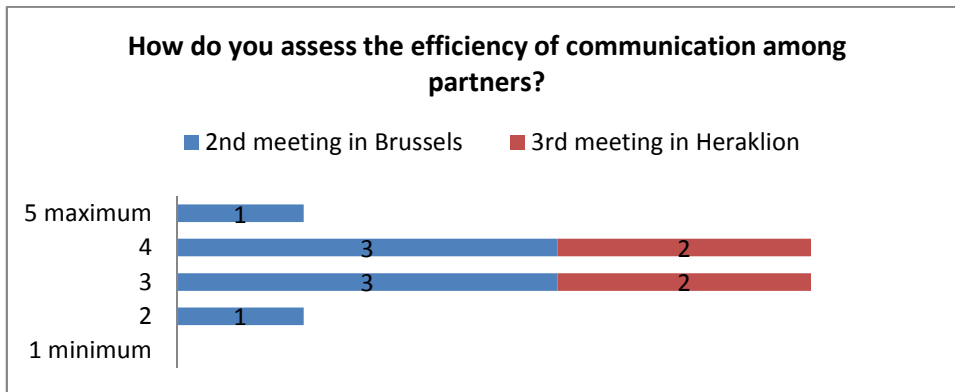 How do you assess the efficiency of communication among
partners?
2nd meeting in Brussels 3rd meeting in Heraklion
5 maximum 1
4 3 2
3 3 2
2 1
1 minimum